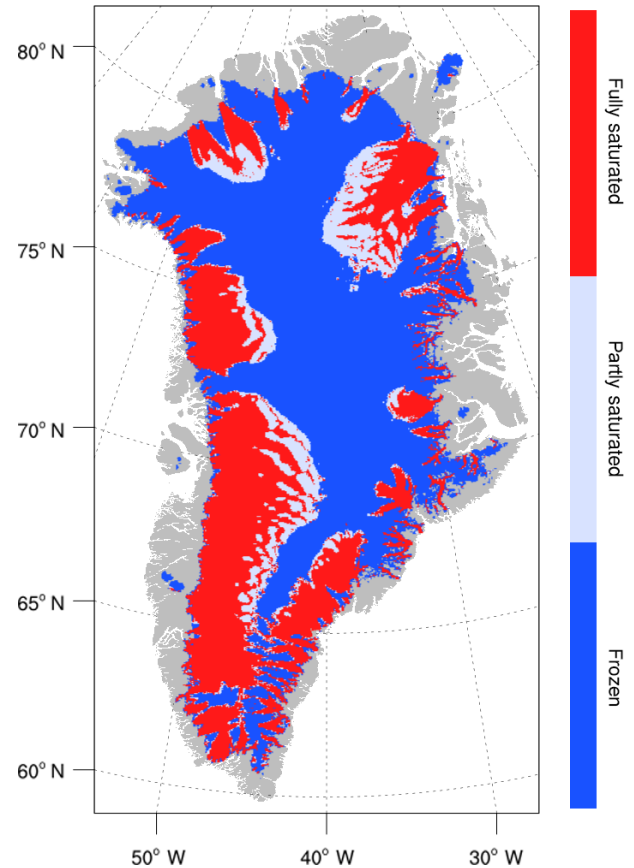 80° N
75° N
70° N
65° N
60° N
50° W
40° W
30° W
Fully saturated
Partly saturated
Frozen